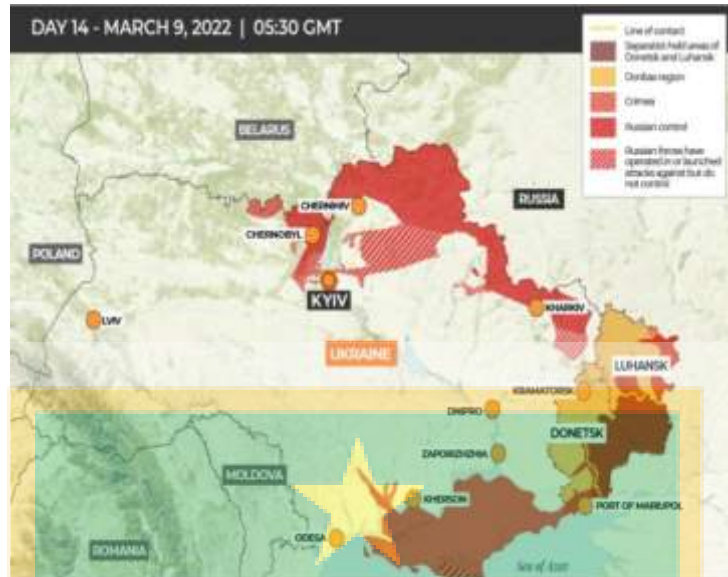 DAY 14 - MARCH 9, 2022 | 05:30 GMT
Line of contact
Separatist-held areas of
Donetsk and Luhansk
Donbas region
Crimea
Russian control
Russian forces have
operated in or launched
attacks against but do
not control
BELARUS
RUSSIA
CHERNIHIV
CHERNOBYL
POLAND
KYIV
LVIV
KHARKIV
UKRAINE
LUHANSK
KRAMATORSK
DNIPRO
DONETSK
ZAPORIZHZHIA
MOLDOVA
KHERSON
PORT OF MARIUPOL
ODESA
ROMANIA
Sea of Azov